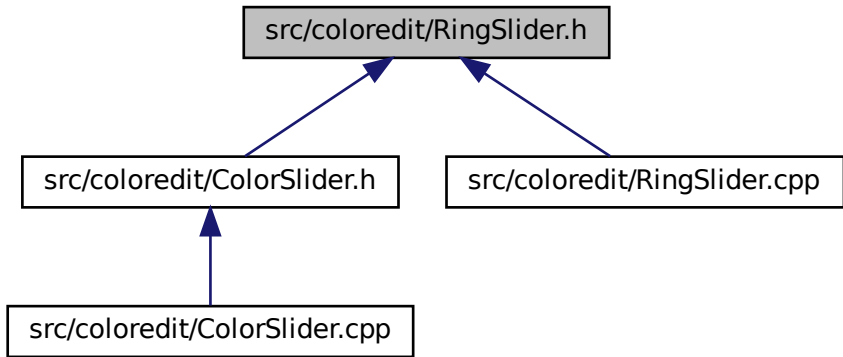 src/coloredit/RingSlider.h
src/coloredit/ColorSlider.h
src/coloredit/RingSlider.cpp
src/coloredit/ColorSlider.cpp